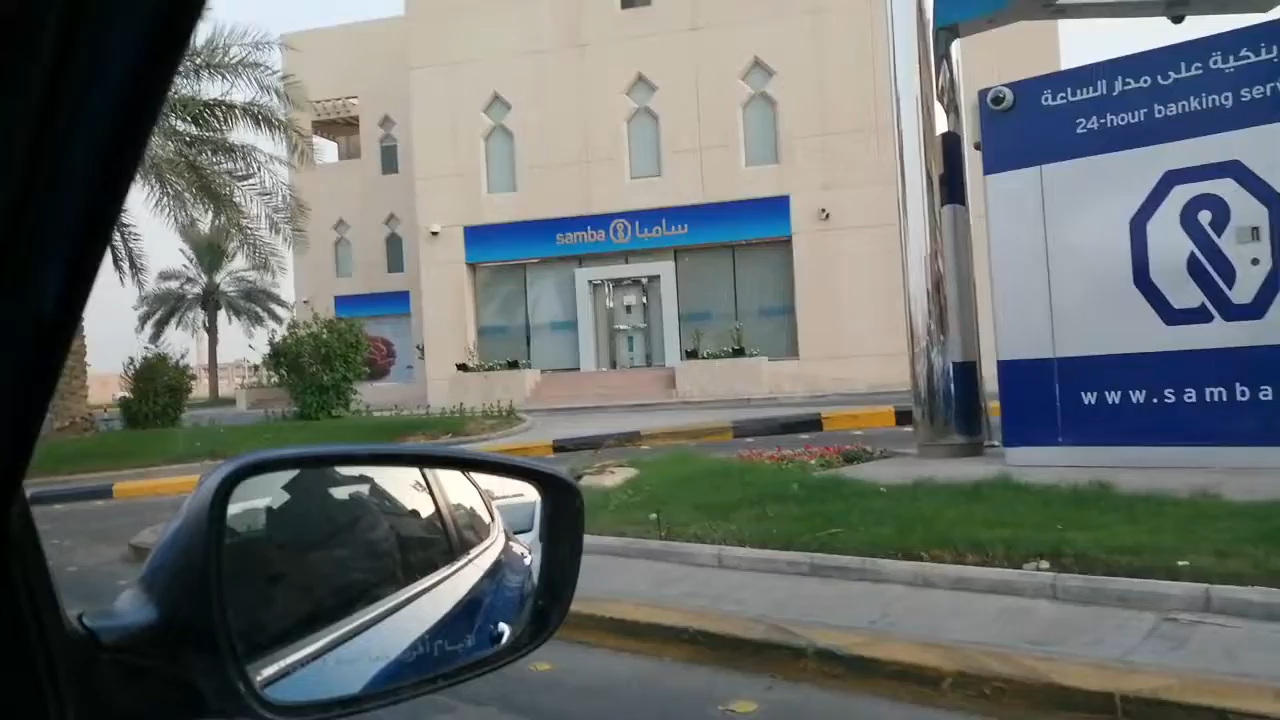 samba سامبا
بنكية على مدار الساعة
24-hour banking serv
www.samba